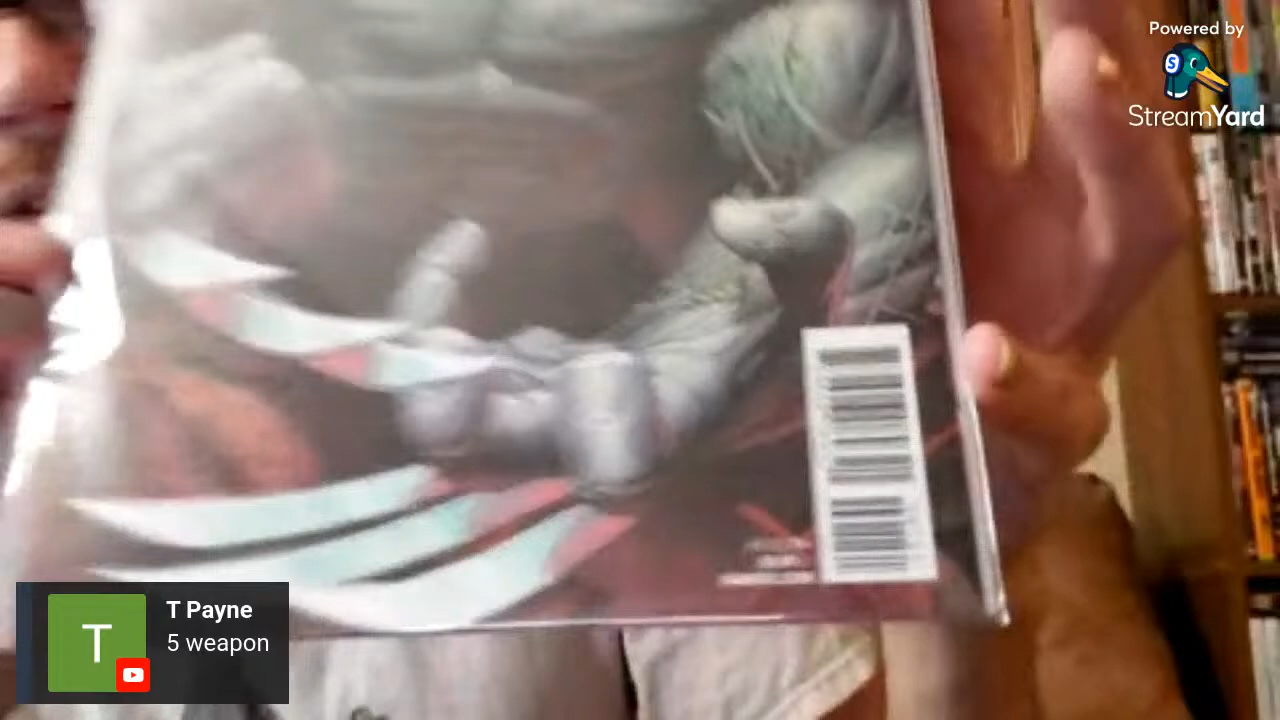 Powered by
S
StreamYard
T
T Payne
5 weapon